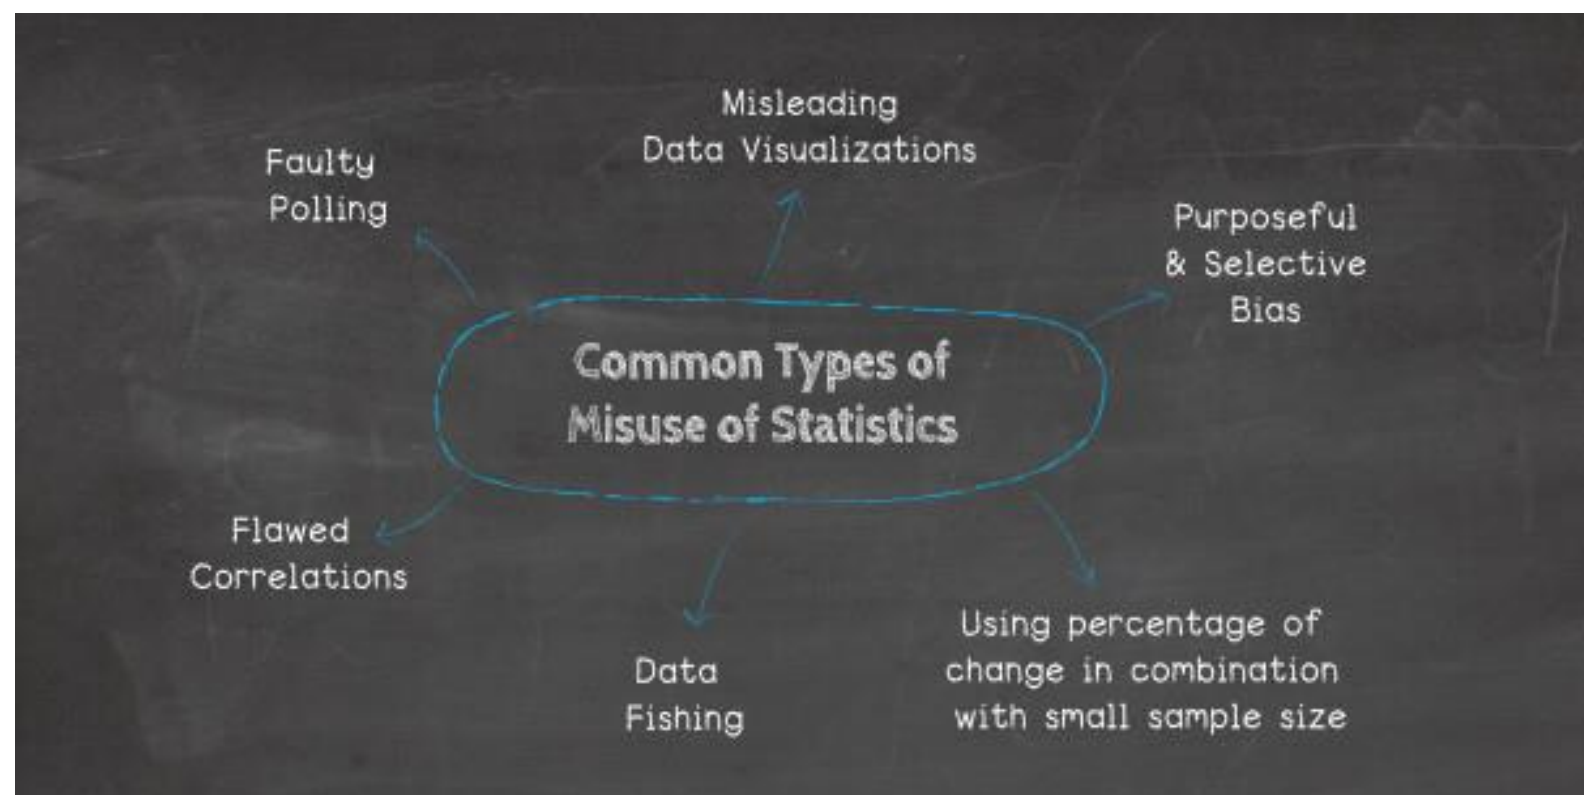 Misleading
Data Visualizations
Faulty
Polling
Purposeful
& Selective
Bias
Common Types of
Misuse of Statistics
Flawed
Correlations
Data
Fishing
Using percentage of
change in combination
with small sample size